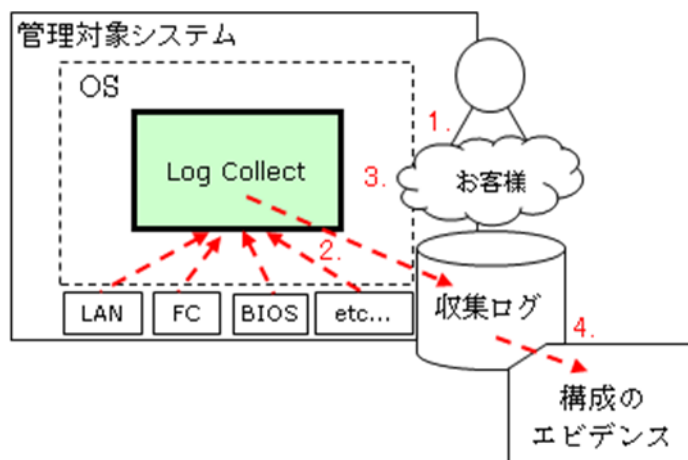 管理対象システム
OS
1.
Log Collect
3.
お客様
2.
LAN
FC
BIOS
etc...
収集ログ
4.
構成の
エビデンス